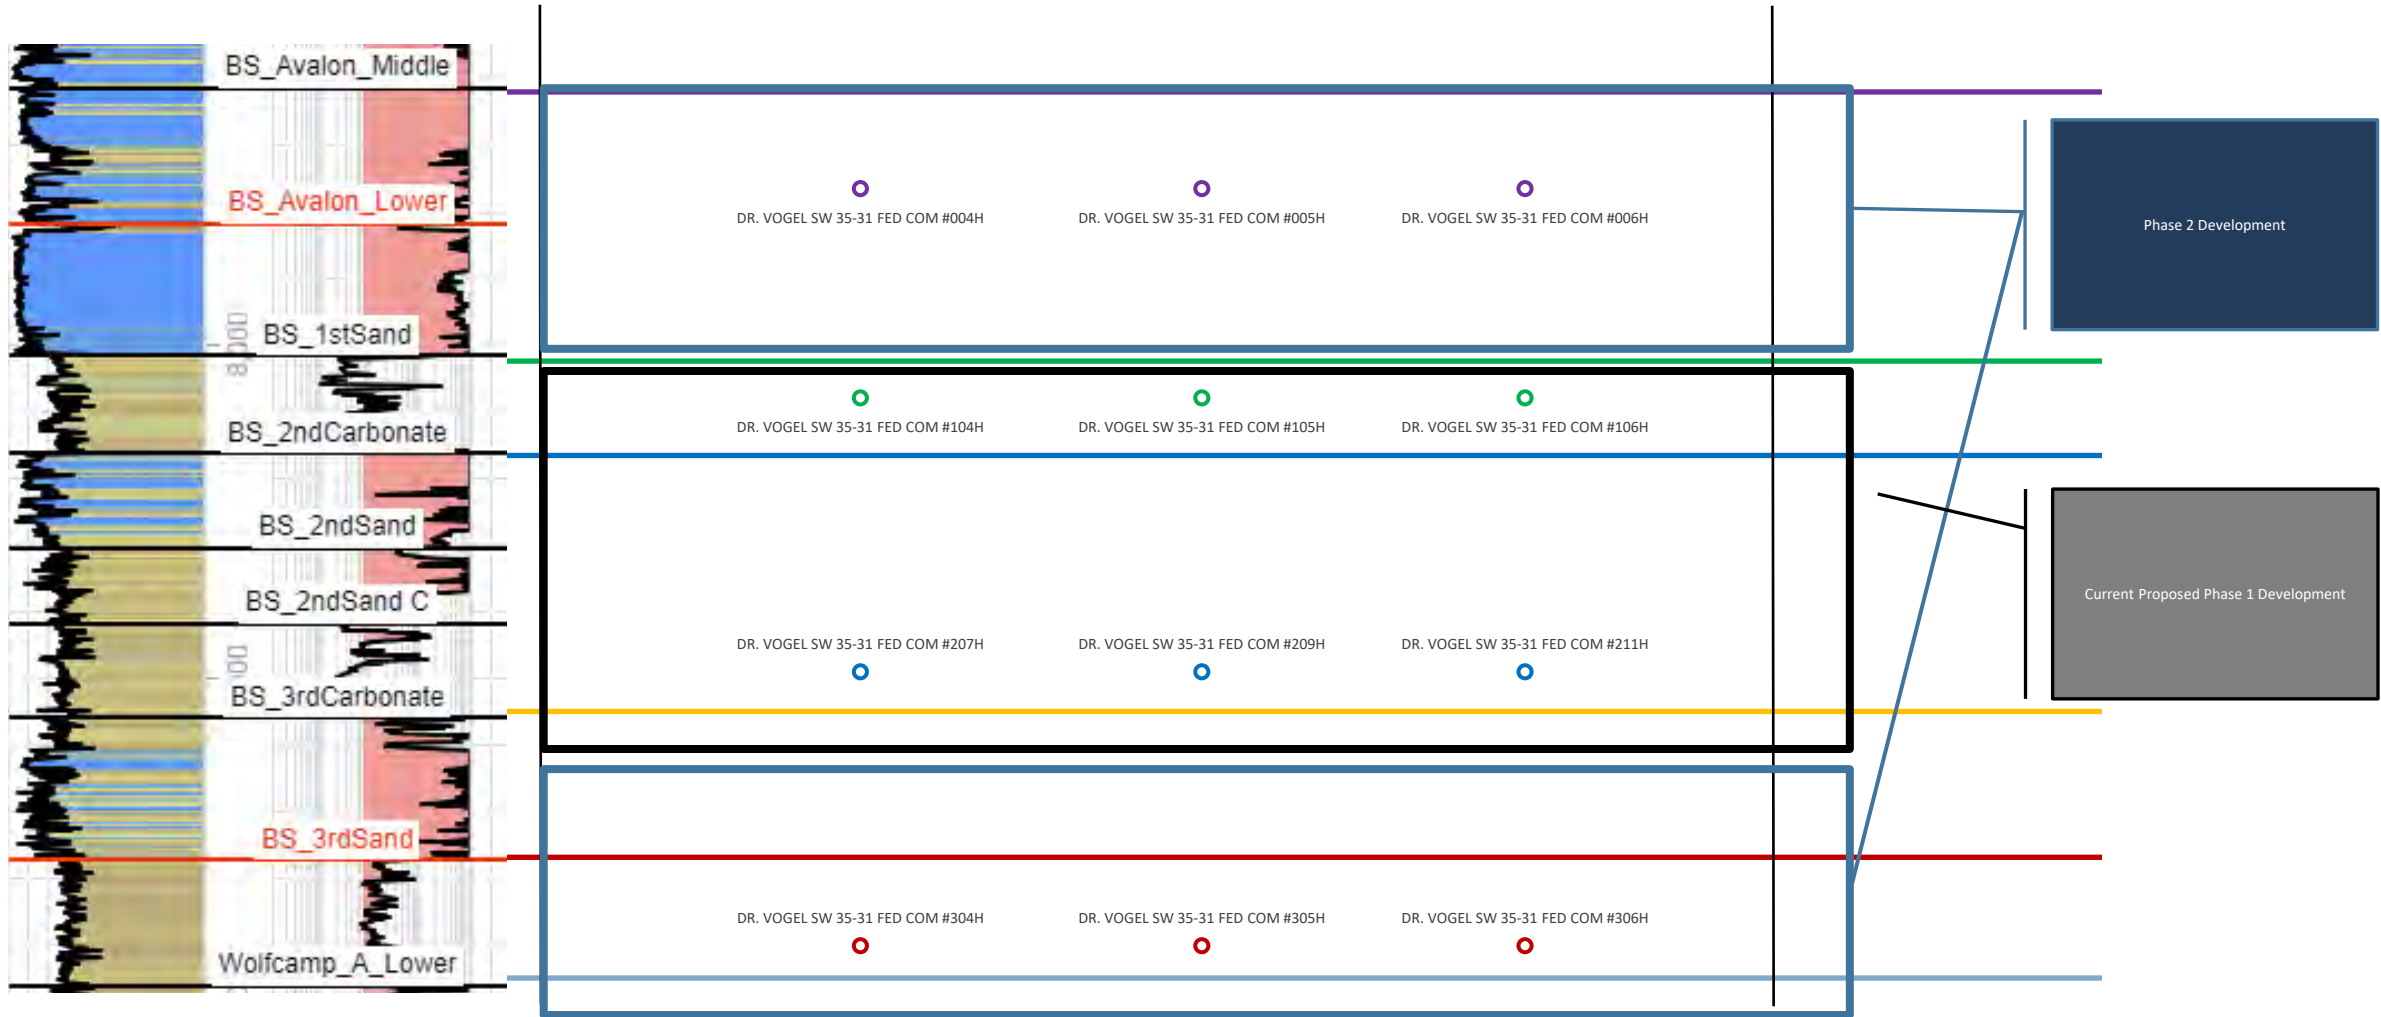 BS_Avalon_Middle
BS_Avalon_Lower
BS_1stSand
8,000
BS_2ndCarbonate
BS_2ndSand
BS_2ndSand C
BS_3rdCarbonate
BS_3rdSand
Wolfcamp_A_Lower
DR. VOGEL SW 35-31 FED COM #004H
DR. VOGEL SW 35-31 FED COM #005H
DR. VOGEL SW 35-31 FED COM #006H
DR. VOGEL SW 35-31 FED COM #104H
DR. VOGEL SW 35-31 FED COM #105H
DR. VOGEL SW 35-31 FED COM #106H
DR. VOGEL SW 35-31 FED COM #207H
DR. VOGEL SW 35-31 FED COM #209H
DR. VOGEL SW 35-31 FED COM #211H
DR. VOGEL SW 35-31 FED COM #304H
DR. VOGEL SW 35-31 FED COM #305H
DR. VOGEL SW 35-31 FED COM #306H
Phase 2 Development
Current Proposed Phase 1 Development